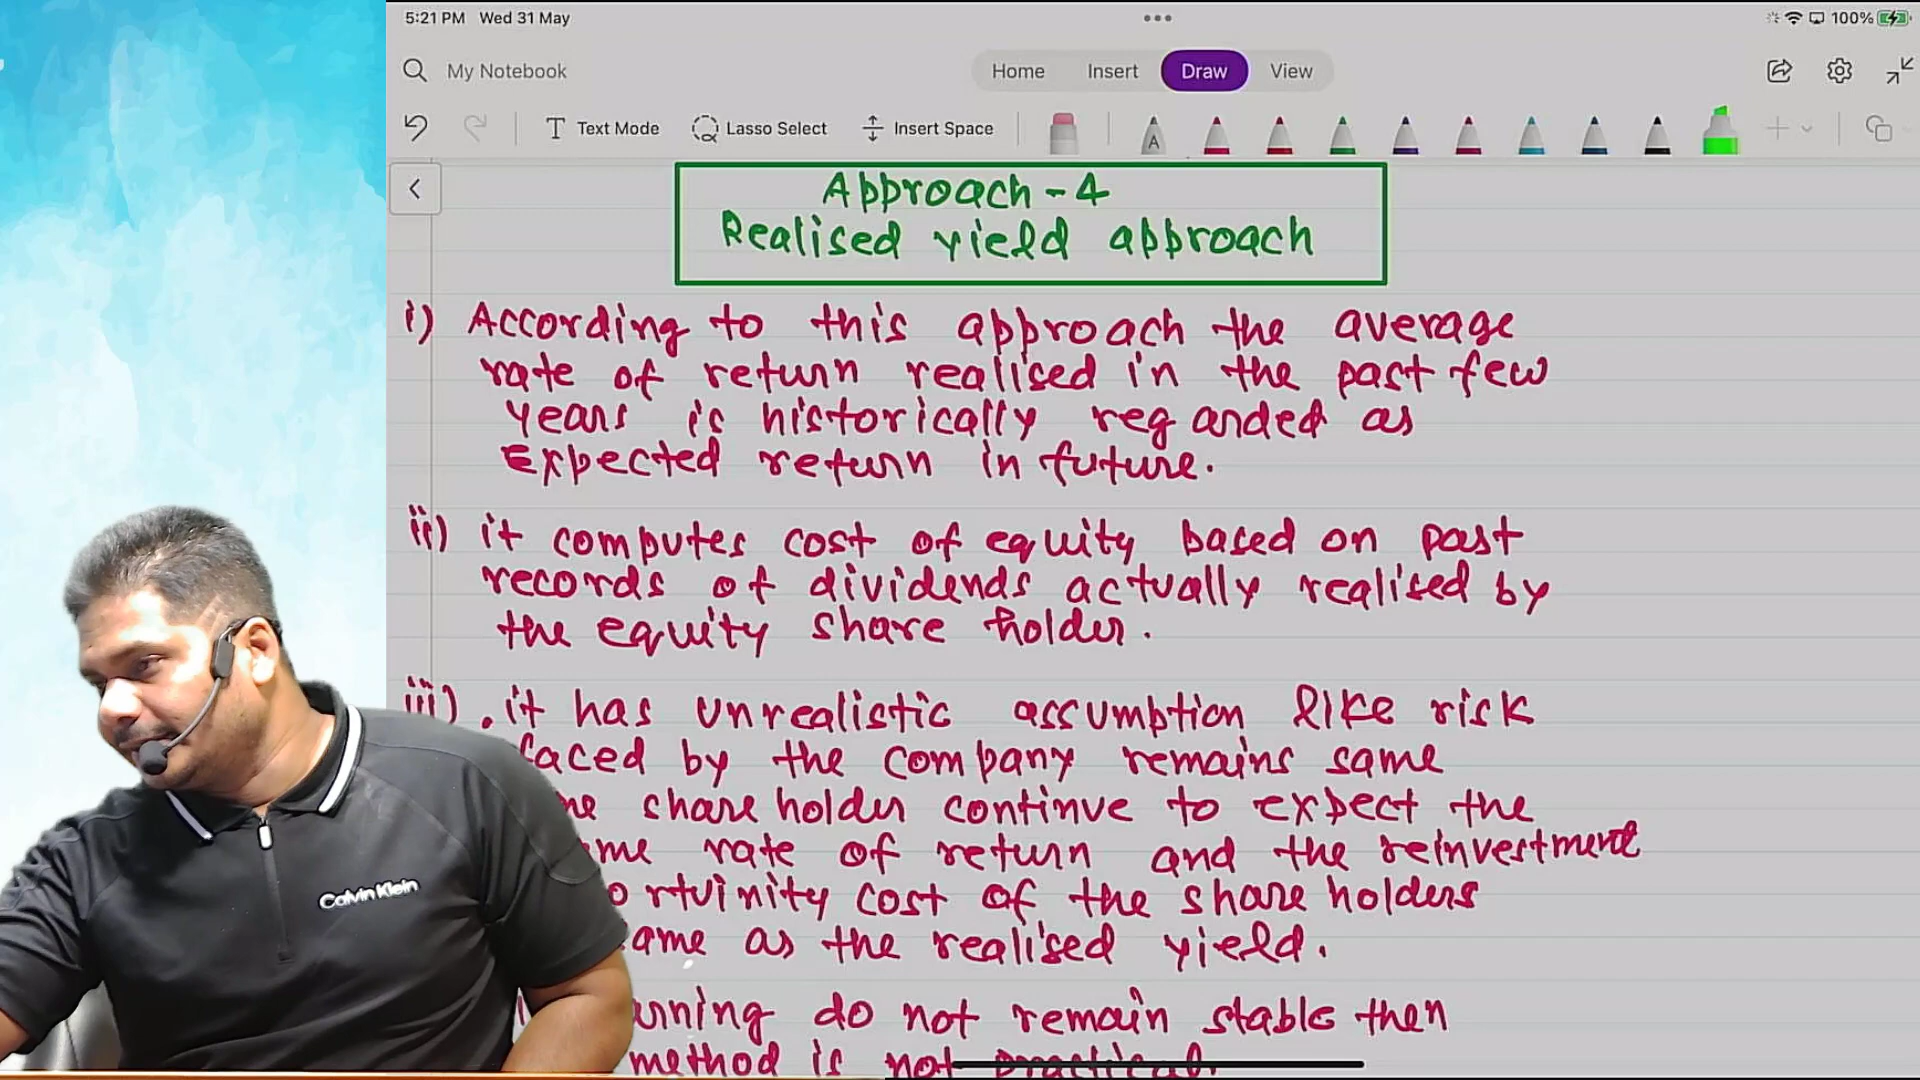 5:21 PM Wed 31 May
100%
My Notebook
Home Insert Draw View
Text Mode Lasso Select Insert Space
A
Approach - 4
Realised yield approach
i) According to this approach the average
rate of return realised in the past few
years is historically reganded as
Expected return in future.
ii) it computes cost of equity based on past
records of dividends actually realised by
the equity share holder.
iii). it has unrealistic assumption like risk
faced by the company remains same
share holder continue to expect the
rate of return and the reinvestment
cost of the share holders
as the realised yield.
do not remain stable then
method is not practical.
Calvin Klein